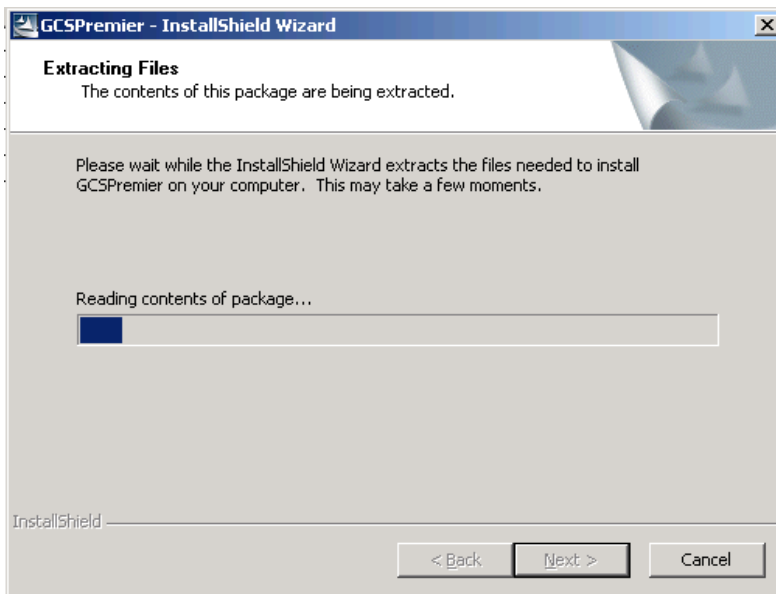 GCSPremier - InstallShield Wizard
Extracting Files
The contents of this package are being extracted.
Please wait while the InstallShield Wizard extracts the files needed to install
GCSPremier on your computer. This may take a few moments.
Reading contents of package...
InstallShield
< Back Next > Cancel